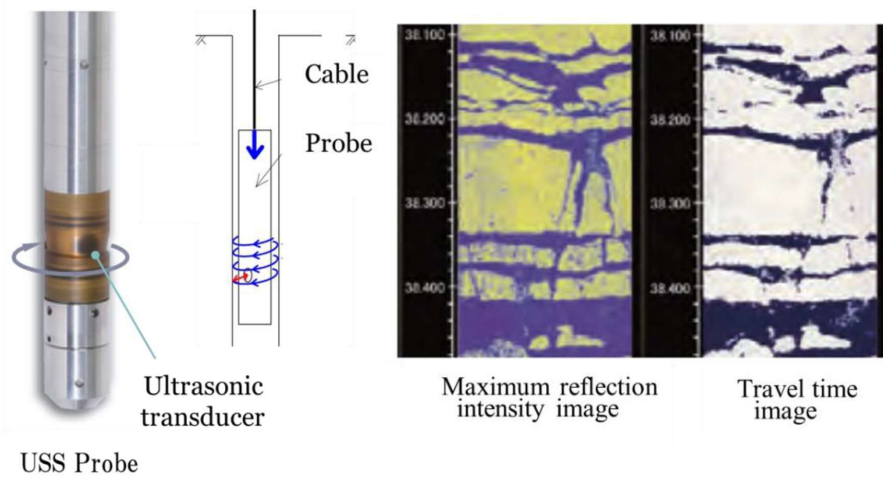 Cable
Probe
Ultrasonic
transducer
USS Probe
38.100
38.200
38.300
38.400
38.100
38.200
38.300
38.400
Maximum reflection
intensity image
Travel time
image